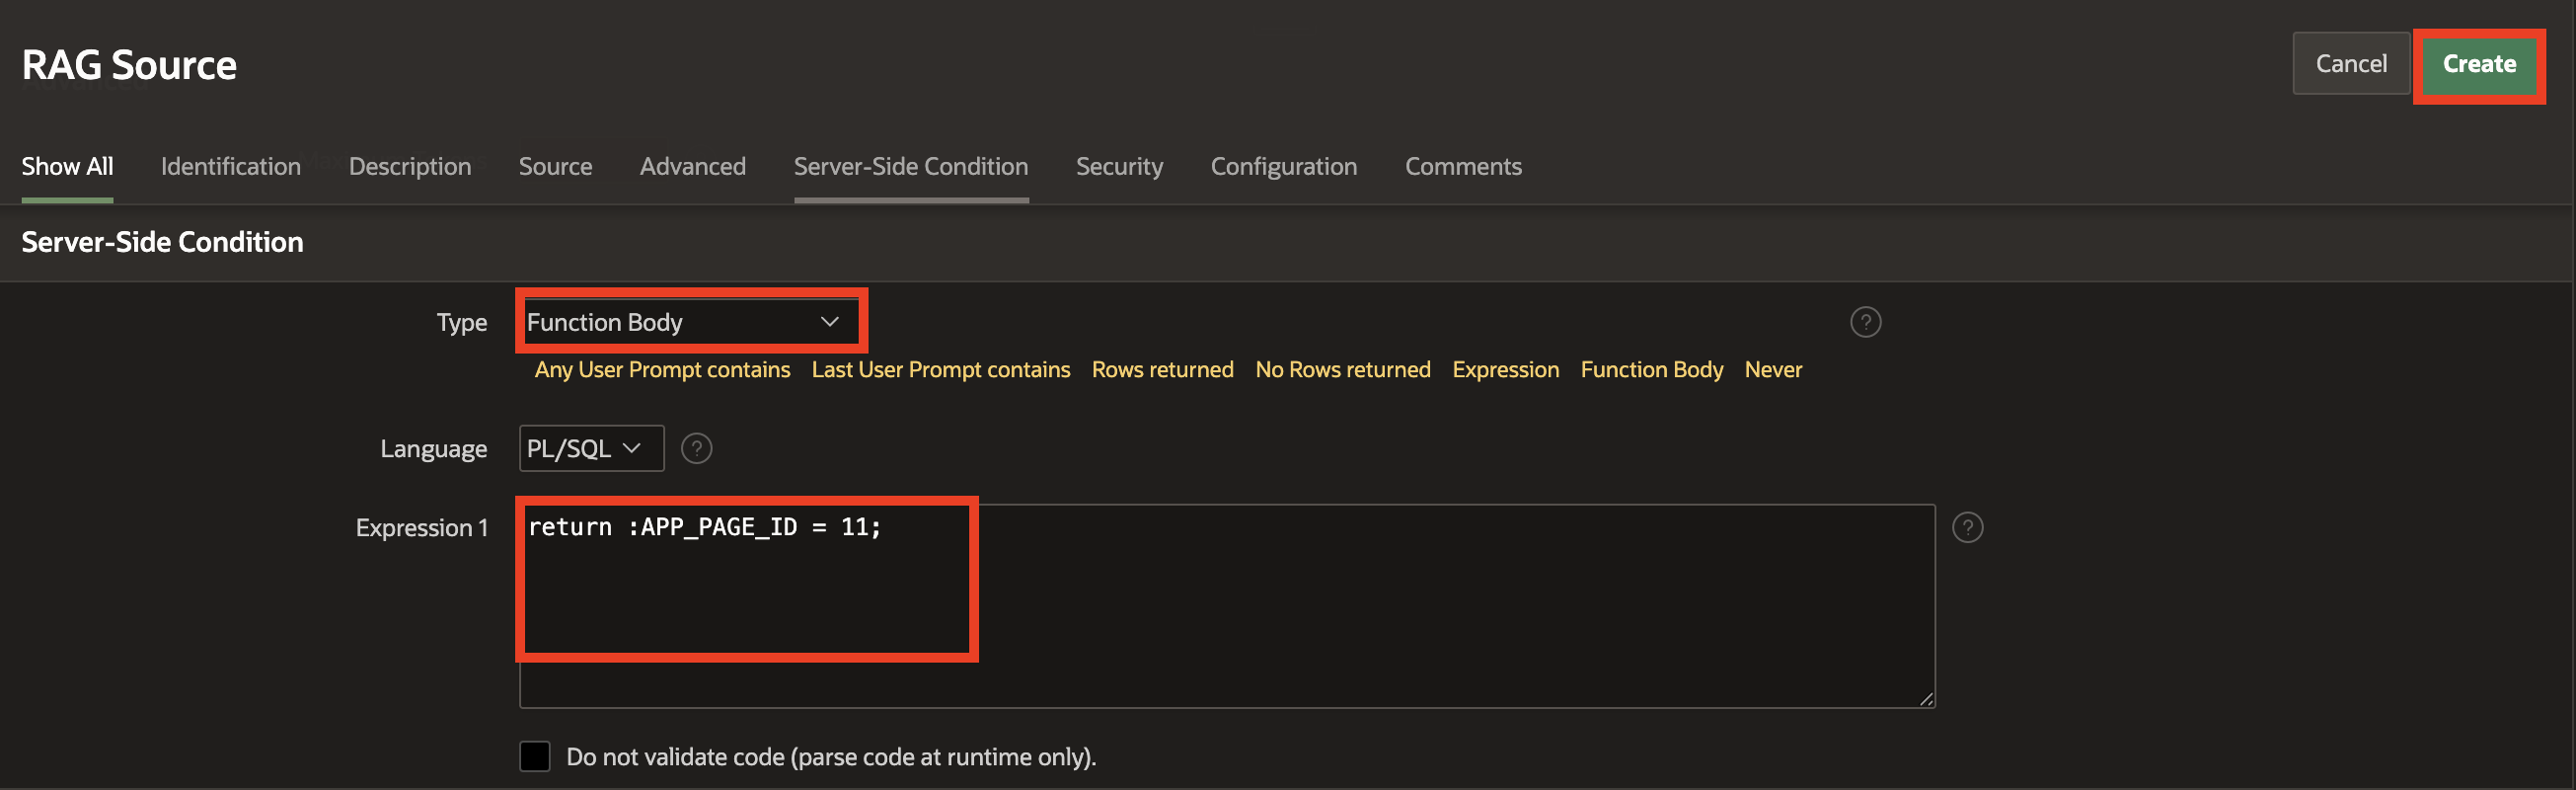 RAG Source
Cancel
Create
Show All Identification Description Source Advanced Server-Side Condition Security Configuration Comments
Server-Side Condition
Type Function Body ?
Any User Prompt contains Last User Prompt contains Rows returned No Rows returned Expression Function Body Never
Language PL/SQL ?
Expression 1 return :APP_PAGE_ID = 11; ?
Do not validate code (parse code at runtime only).